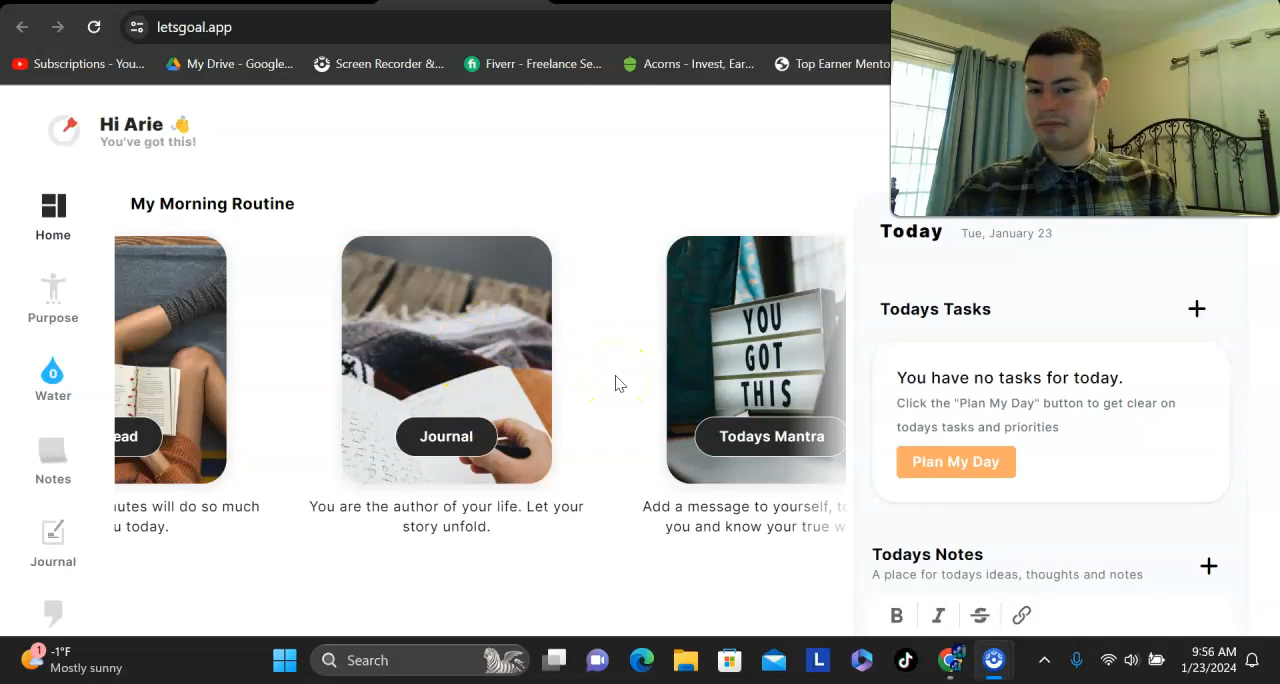 letsgoal.app
Subscriptions - You...
My Drive - Google...
Screen Recorder &...
Fiverr - Freelance Se...
Acorns - Invest, Ear...
Top Earner Mento
Hi Arie
You've got this!
My Morning Routine
Home
Purpose
0
Water
Notes
Journal
ead
Journal
YOU
GOT
THIS
Todays Mantra
nutes will do so much
u today.
You are the author of your life. Let your
story unfold.
Add a message to yourself, to
you and know your true w
Today Tue, January 23
Todays Tasks
You have no tasks for today.
Click the "Plan My Day" button to get clear on
todays tasks and priorities
Plan My Day
Todays Notes
A place for todays ideas, thoughts and notes
B I S
1
-1°F
Mostly sunny
Search
L
9:56 AM
1/23/2024